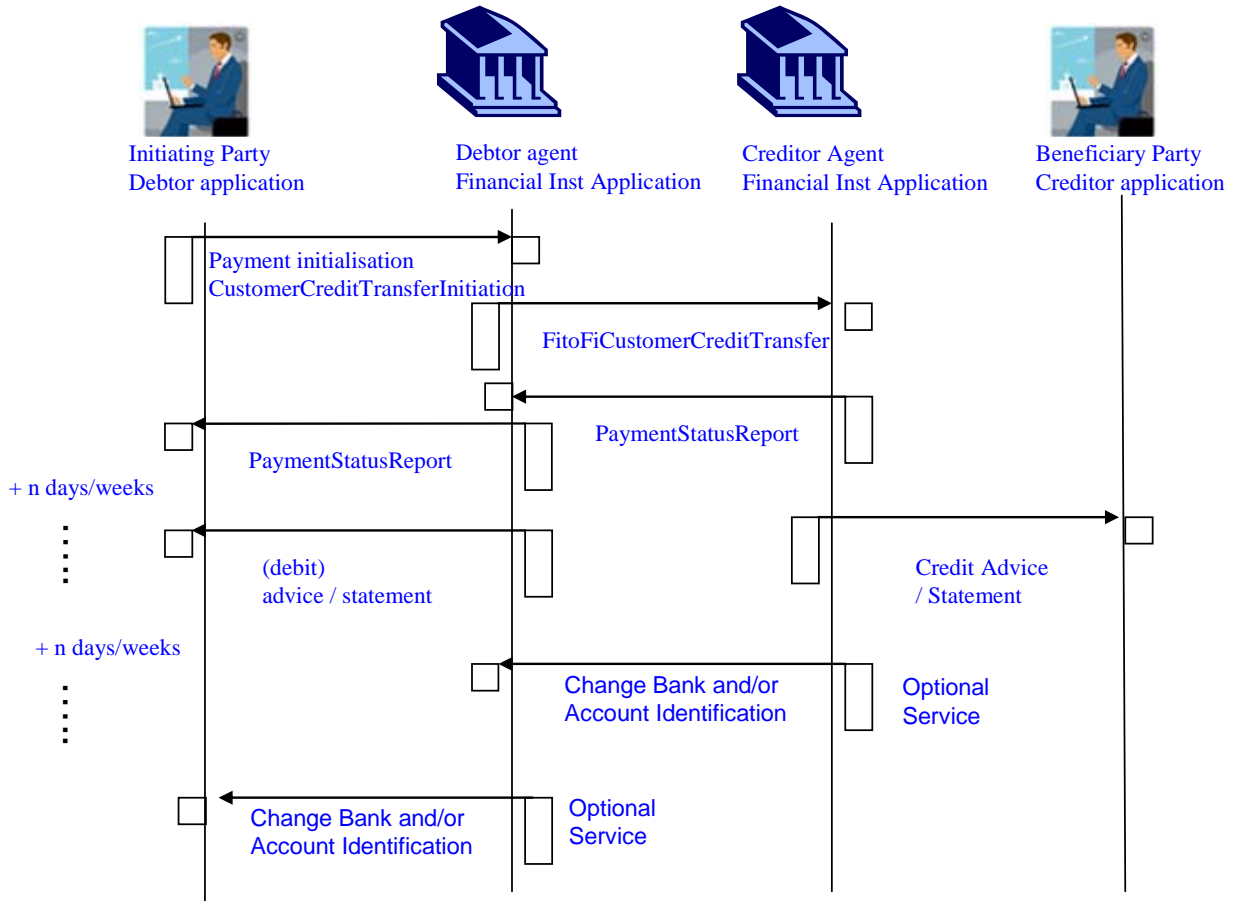 Initiating Party
Debtor application
Debtor agent
Financial Inst Application
Creditor Agent
Financial Inst Application
Beneficiary Party
Creditor application
Payment initialisation
CustomerCreditTransferInitiation
FitoFiCustomerCreditTransfer
PaymentStatusReport
PaymentStatusReport
+ n days/weeks
(debit)
advice / statement
Credit Advice
/ Statement
+ n days/weeks
Change Bank and/or
Account Identification
Optional
Service
Change Bank and/or
Account Identification
Optional
Service